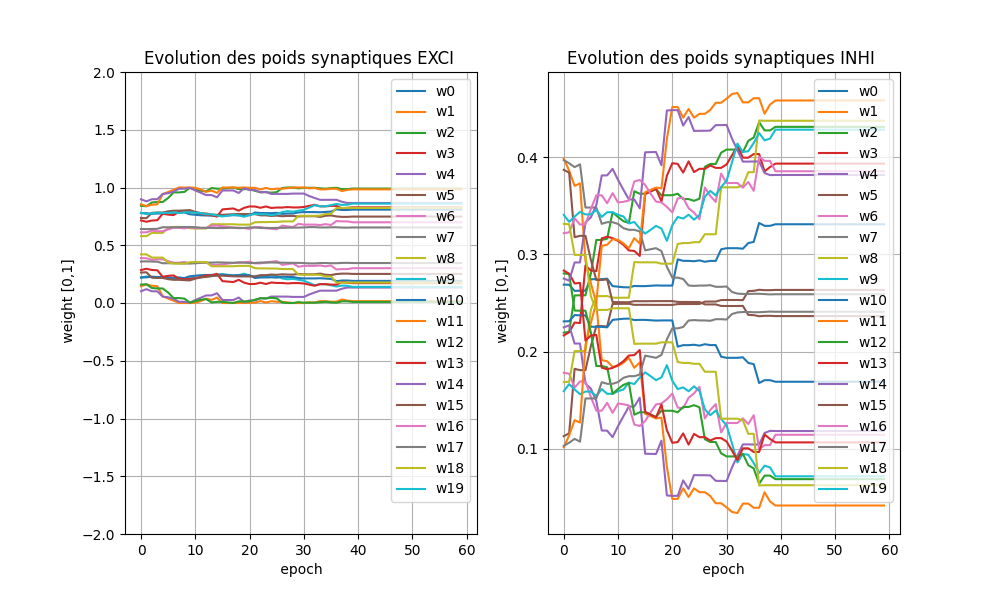 Evolution des poids synaptiques EXCI
2.0
1.5
1.0
0.5
0.0
−0.5
−1.0
−1.5
−2.0
weight [0,1]
0 10 20 30 40 50 60
epoch
w0
w1
w2
w3
w4
w5
w6
w7
w8
w9
w10
w11
w12
w13
w14
w15
w16
w17
w18
w19
Evolution des poids synaptiques INHI
0.4
0.3
0.2
0.1
weight [0,1]
0 10 20 30 40 50 60
epoch
w0
w1
w2
w3
w4
w5
w6
w7
w8
w9
w10
w11
w12
w13
w14
w15
w16
w17
w18
w19